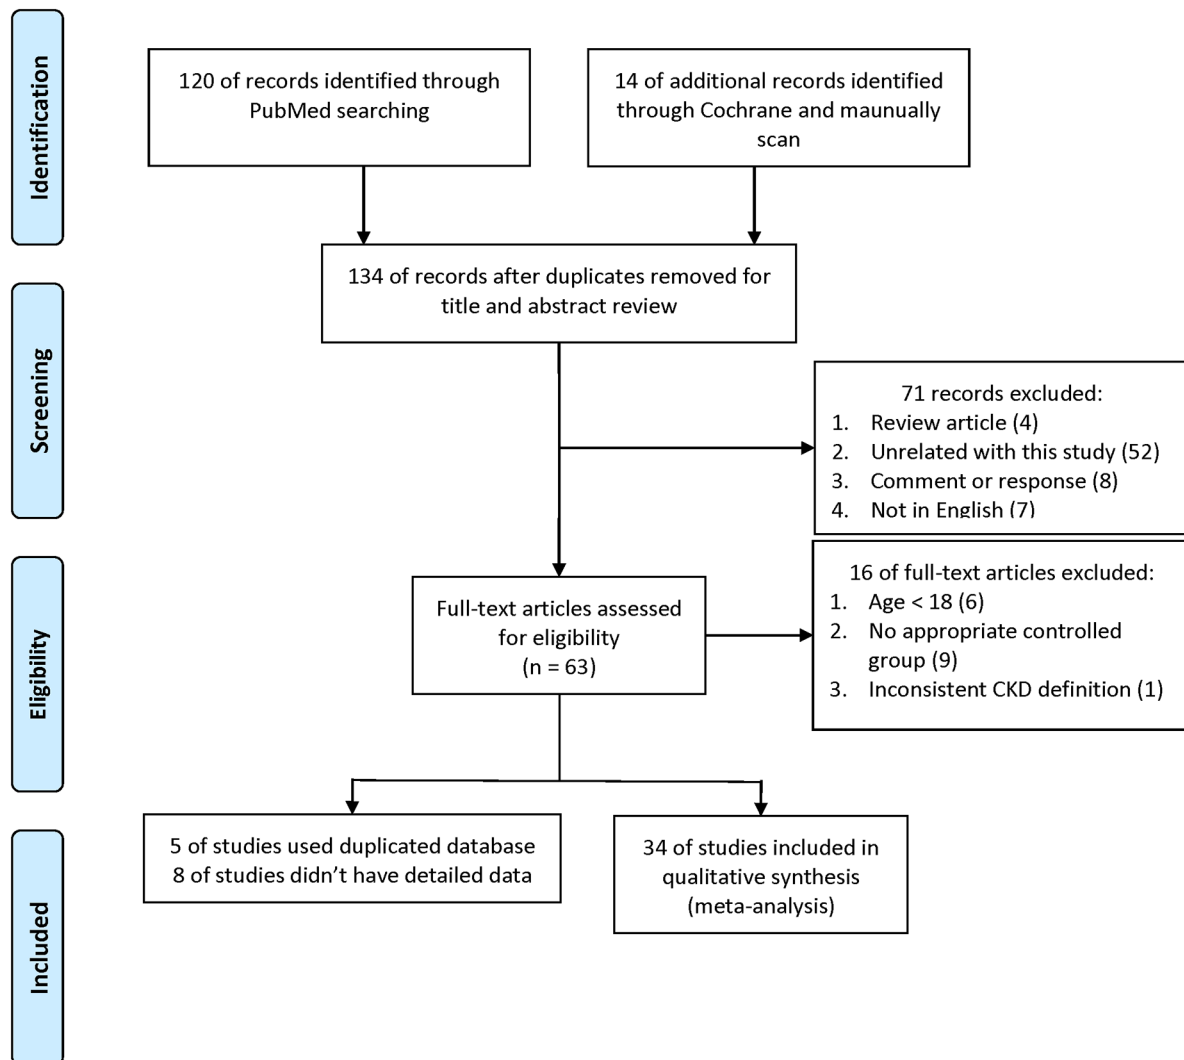 Identification
120 of records identified through
PubMed searching
14 of additional records identified
through Cochrane and maunually
scan
134 of records after duplicates removed for
title and abstract review
Screening
71 records excluded:
1. Review article (4)
2. Unrelated with this study (52)
3. Comment or response (8)
4. Not in English (7)
Eligibility
Full-text articles assessed
for eligibility
(n = 63)
16 of full-text articles excluded:
1. Age < 18 (6)
2. No appropriate controlled
group (9)
3. Inconsistent CKD definition (1)
Included
5 of studies used duplicated database
8 of studies didn’t have detailed data
34 of studies included in
qualitative synthesis
(meta-analysis)